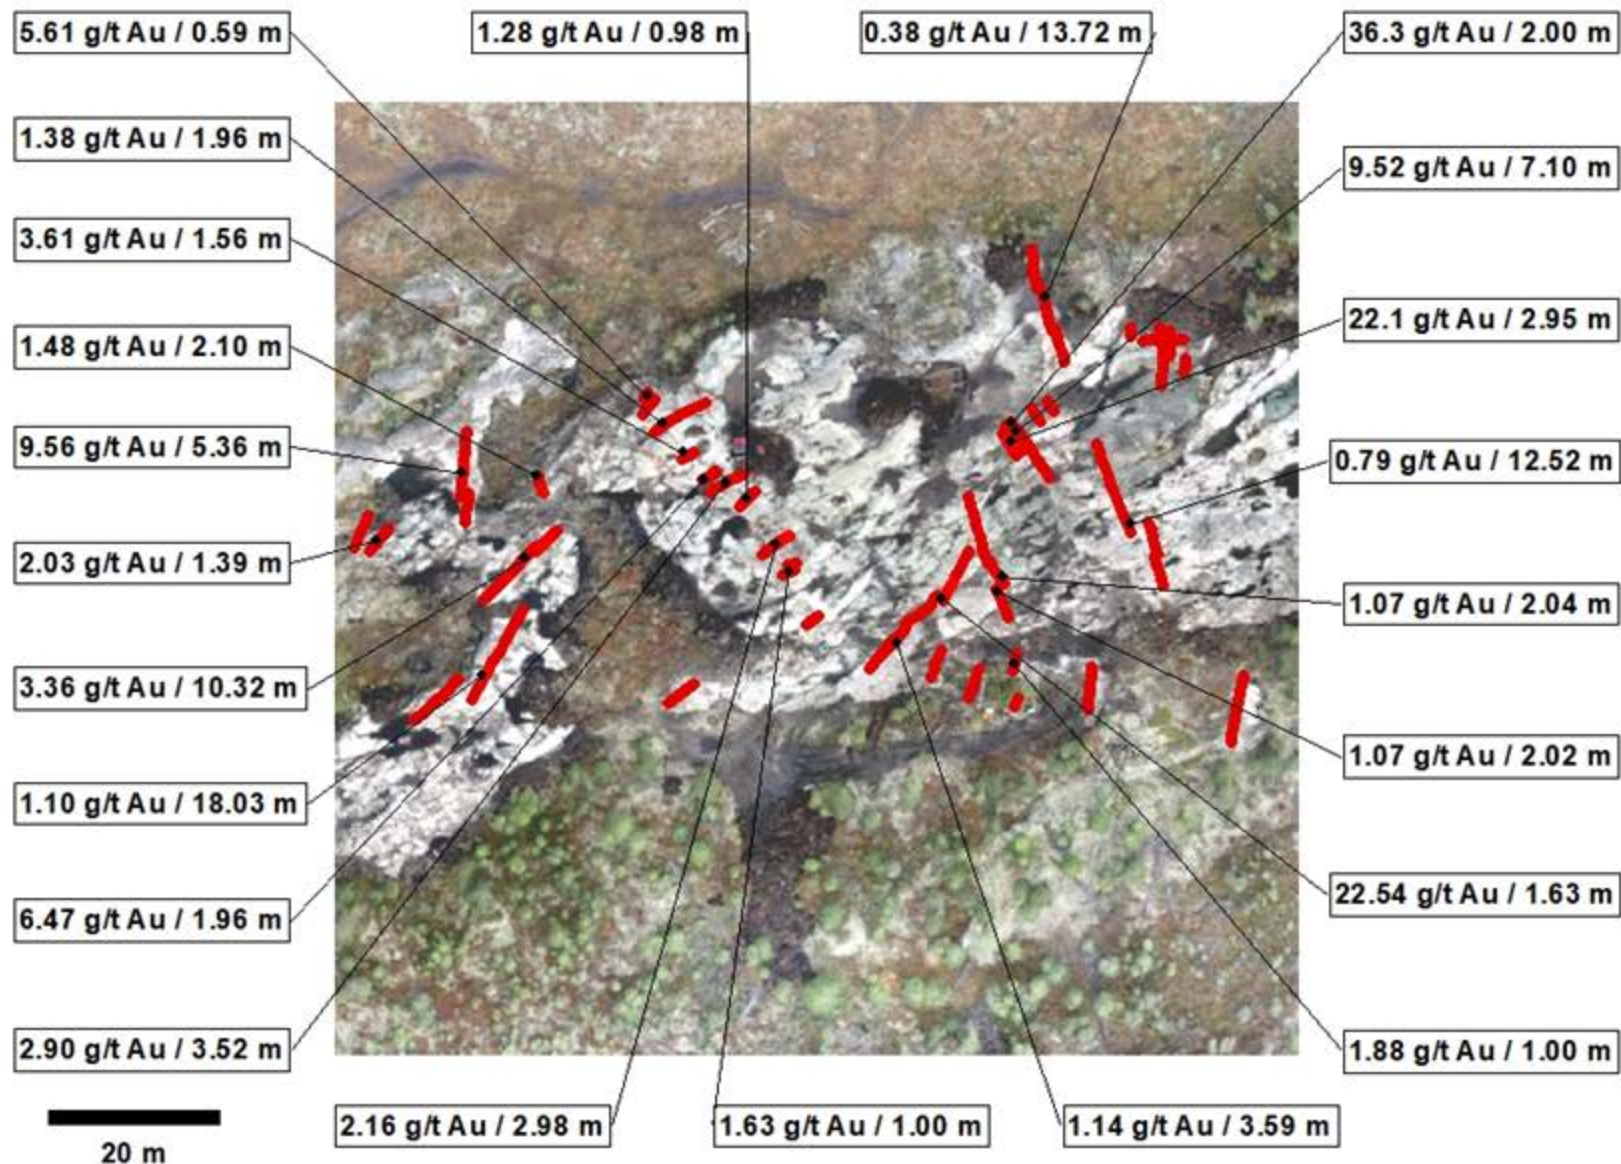 5.61 g/t Au / 0.59 m
1.28 g/t Au / 0.98 m
0.38 g/t Au / 13.72 m
36.3 g/t Au / 2.00 m
1.38 g/t Au / 1.96 m
9.52 g/t Au / 7.10 m
3.61 g/t Au / 1.56 m
22.1 g/t Au / 2.95 m
1.48 g/t Au / 2.10 m
9.56 g/t Au / 5.36 m
0.79 g/t Au / 12.52 m
2.03 g/t Au / 1.39 m
1.07 g/t Au / 2.04 m
3.36 g/t Au / 10.32 m
1.07 g/t Au / 2.02 m
1.10 g/t Au / 18.03 m
22.54 g/t Au / 1.63 m
6.47 g/t Au / 1.96 m
2.90 g/t Au / 3.52 m
1.88 g/t Au / 1.00 m
2.16 g/t Au / 2.98 m
1.63 g/t Au / 1.00 m
1.14 g/t Au / 3.59 m
20 m